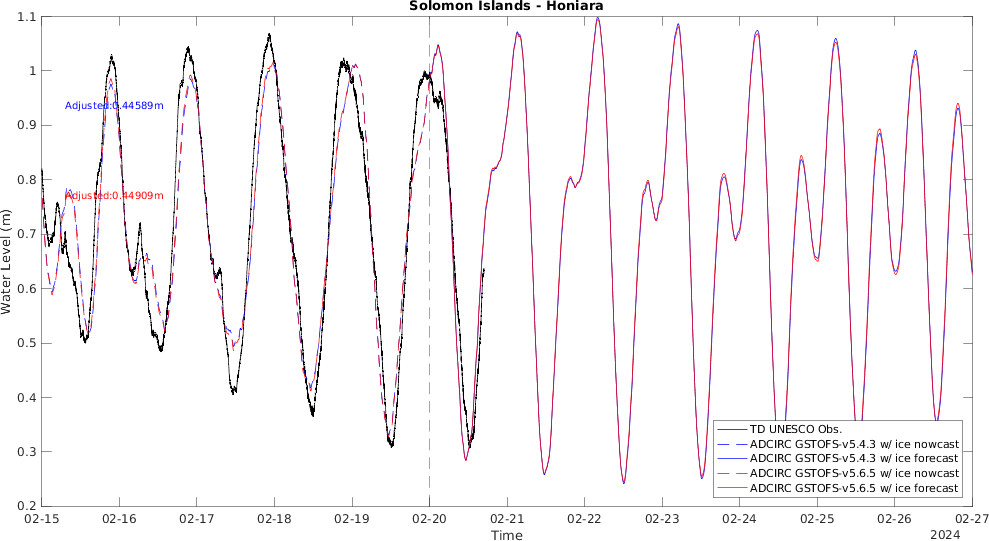 Solomon Islands - Honiara
1.1
1
0.9
0.8
0.7
0.6
0.5
0.4
0.3
0.2
Water Level (m)
Adjusted:0.44589m
Adjusted:0.44909m
TD UNESCO Obs.
ADCIRC GSTOFS-v5.4.3 w/ ice nowcast
ADCIRC GSTOFS-v5.4.3 w/ ice forecast
ADCIRC GSTOFS-v5.6.5 w/ ice nowcast
ADCIRC GSTOFS-v5.6.5 w/ ice forecast
02-15 02-16 02-17 02-18 02-19 02-20 02-21 02-22 02-23 02-24 02-25 02-26 02-27
Time
2024